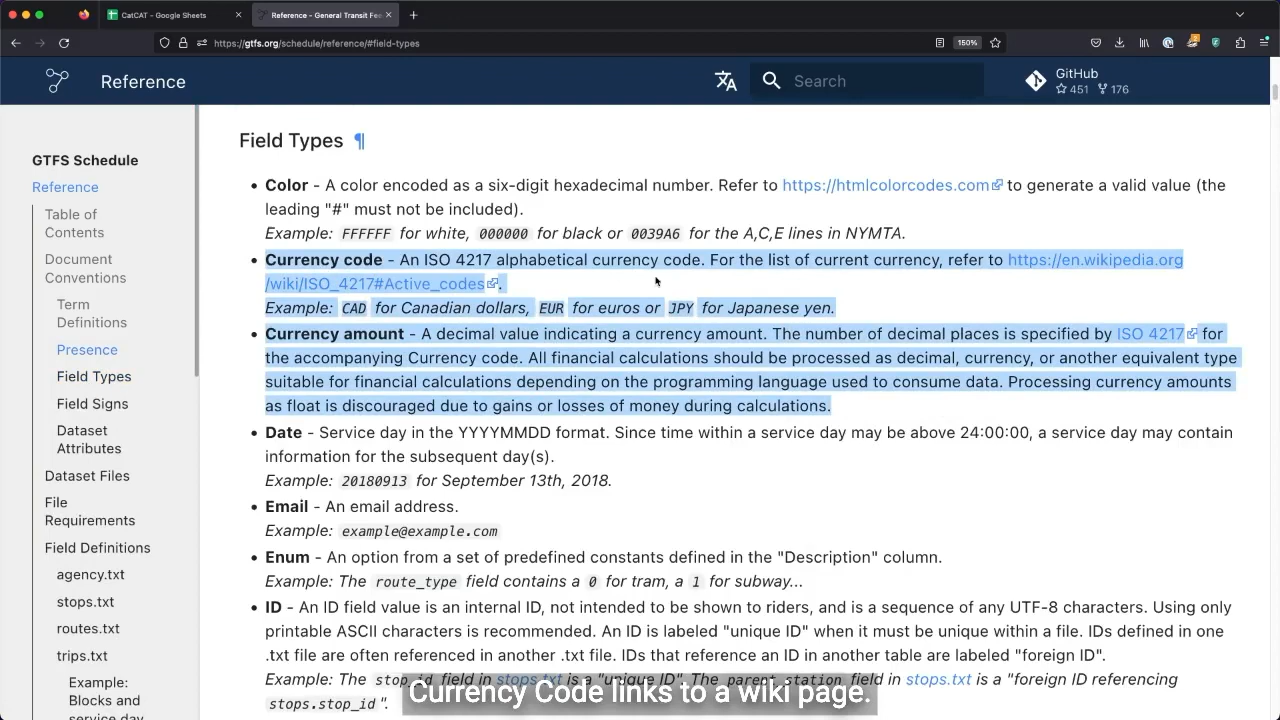 CatCAT - Google Sheets
Reference - General Transit Fee
https://gtfs.org/schedule/reference/#field-types
150%
Reference
Search
GitHub
451 176
GTFS Schedule
Reference
Table of
Contents
Document
Conventions
Term
Definitions
Presence
Field Types
Field Signs
Dataset
Attributes
Dataset Files
File
Requirements
Field Definitions
agency.txt
stops.txt
routes.txt
trips.txt
Example:
Blocks and
service day
Field Types ¶
• Color - A color encoded as a six-digit hexadecimal number. Refer to https://htmlcolorcodes.com to generate a valid value (the
leading "#" must not be included).
Example: FFFFFF for white, 000000 for black or 0039A6 for the A,C,E lines in NYMTA.
• Currency code - An ISO 4217 alphabetical currency code. For the list of current currency, refer to https://en.wikipedia.org
/wiki/ISO_4217#Active_codes.
Example: CAD for Canadian dollars, EUR for euros or JPY for Japanese yen.
• Currency amount - A decimal value indicating a currency amount. The number of decimal places is specified by ISO 4217 for
the accompanying Currency code. All financial calculations should be processed as decimal, currency, or another equivalent type
suitable for financial calculations depending on the programming language used to consume data. Processing currency amounts
as float is discouraged due to gains or losses of money during calculations.
• Date - Service day in the YYYYMMDD format. Since time within a service day may be above 24:00:00, a service day may contain
information for the subsequent day(s).
Example: 20180913 for September 13th, 2018.
• Email - An email address.
Example: example@example.com
• Enum - An option from a set of predefined constants defined in the "Description" column.
Example: The route_type field contains a 0 for tram, a 1 for subway...
• ID - An ID field value is an internal ID, not intended to be shown to riders, and is a sequence of any UTF-8 characters. Using only
printable ASCII characters is recommended. An ID is labeled "unique ID" when it must be unique within a file. IDs defined in one
.txt file are often referenced in another .txt file. IDs that reference an ID in another table are labeled "foreign ID".
Example: The stop_id field in stops.txt is a "unique ID". The parent_station field in stops.txt is a "foreign ID referencing
stops.stop_id".
Currency Code links to a wiki page.